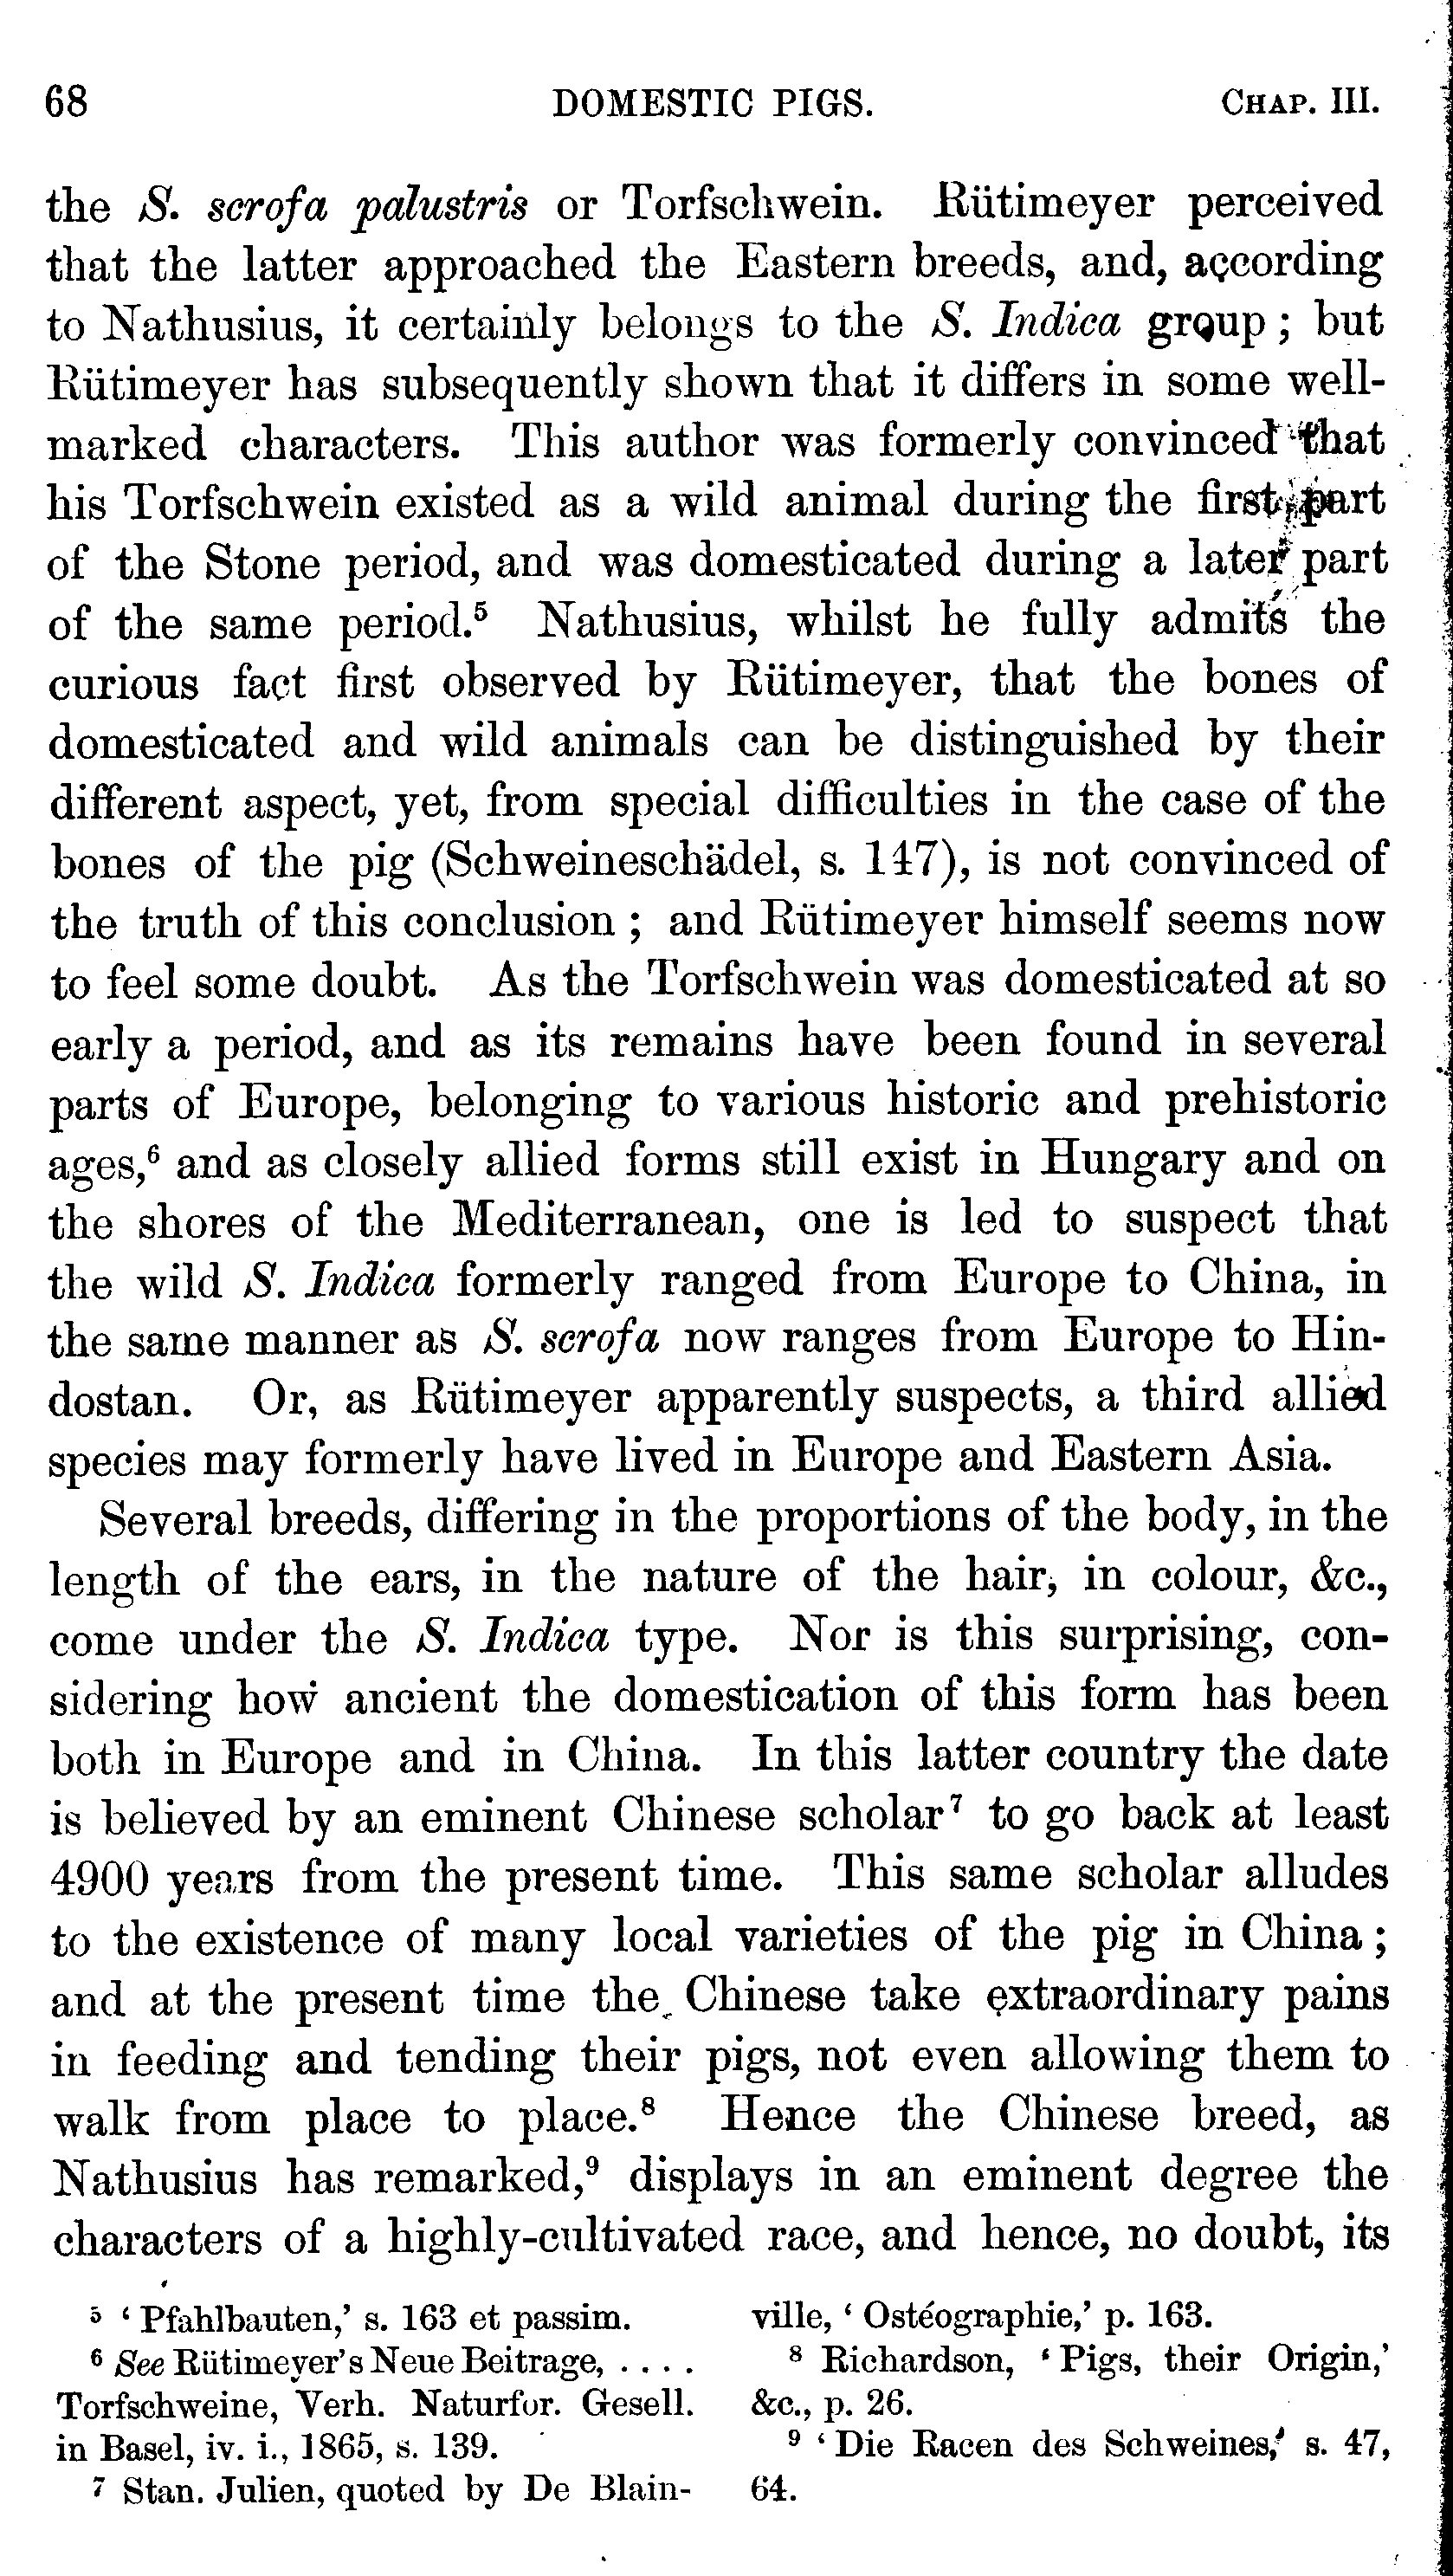 68 DOMESTIC PIGS. CHAP. III.
the S. scrofa palustris or Torfschwein. Rütimeyer perceived
that the latter approached the Eastern breeds, and, according
to Nathusius, it certainly belongs to the S. Indica group ; but
Rütimeyer has subsequently shown that it differs in some well-
marked characters. This author was formerly convinced that
his Torfschwein existed as a wild animal during the first part
of the Stone period, and was domesticated during a later part
of the same period.⁵ Nathusius, whilst he fully admits the
curious fact first observed by Rütimeyer, that the bones of
domesticated and wild animals can be distinguished by their
different aspect, yet, from special difficulties in the case of the
bones of the pig (Schweineschädel, s. 147), is not convinced of
the truth of this conclusion ; and Rütimeyer himself seems now
to feel some doubt. As the Torfschwein was domesticated at so
early a period, and as its remains have been found in several
parts of Europe, belonging to various historic and prehistoric
ages,⁶ and as closely allied forms still exist in Hungary and on
the shores of the Mediterranean, one is led to suspect that
the wild S. Indica formerly ranged from Europe to China, in
the same manner as S. scrofa now ranges from Europe to Hin-
dostan. Or, as Rütimeyer apparently suspects, a third allied
species may formerly have lived in Europe and Eastern Asia.
Several breeds, differing in the proportions of the body, in the
length of the ears, in the nature of the hair, in colour, &c.,
come under the S. Indica type. Nor is this surprising, con-
sidering how ancient the domestication of this form has been
both in Europe and in China. In this latter country the date
is believed by an eminent Chinese scholar⁷ to go back at least
4900 years from the present time. This same scholar alludes
to the existence of many local varieties of the pig in China ;
and at the present time the Chinese take extraordinary pains
in feeding and tending their pigs, not even allowing them to
walk from place to place.⁸ Hence the Chinese breed, as
Nathusius has remarked,⁹ displays in an eminent degree the
characters of a highly-cultivated race, and hence, no doubt, its
⁵ ‘ Pfahlbauten,’ s. 163 et passim.
⁶ See Rütimeyer's Neue Beitrage, . . . .
Torfschweine, Verh. Naturfor. Gesell.
in Basel, iv. i., 1865, s. 139.
⁷ Stan. Julien, quoted by De Blain-
ville, ‘ Ostéographie,’ p. 163.
⁸ Richardson, ‘ Pigs, their Origin,’
&c., p. 26.
⁹ ‘ Die Racen des Schweines,’ s. 47,
64.